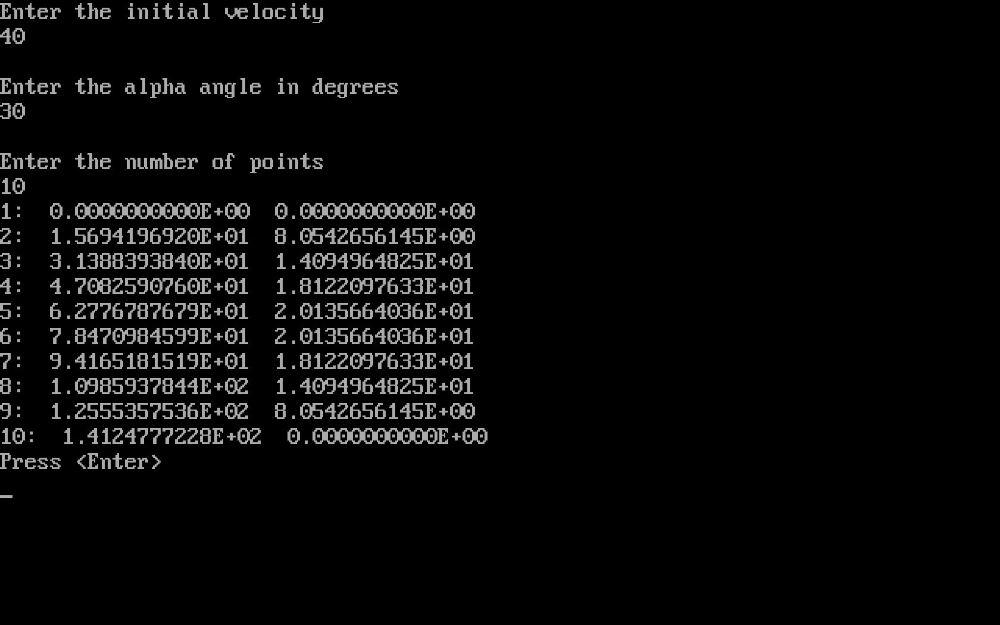 Enter the initial velocity
40
Enter the alpha angle in degrees
30
Enter the number of points
10
1:  0.0000000000E+00  0.0000000000E+00
2:  1.5694196920E+01  8.0542656145E+00
3:  3.1388393840E+01  1.4094964825E+01
4:  4.7082590760E+01  1.8122097633E+01
5:  6.2776787679E+01  2.0135664036E+01
6:  7.8470984599E+01  2.0135664036E+01
7:  9.4165181519E+01  1.8122097633E+01
8:  1.0985937844E+02  1.4094964825E+01
9:  1.2555357536E+02  8.0542656145E+00
10:  1.4124777228E+02  0.0000000000E+00
Press <Enter>
_